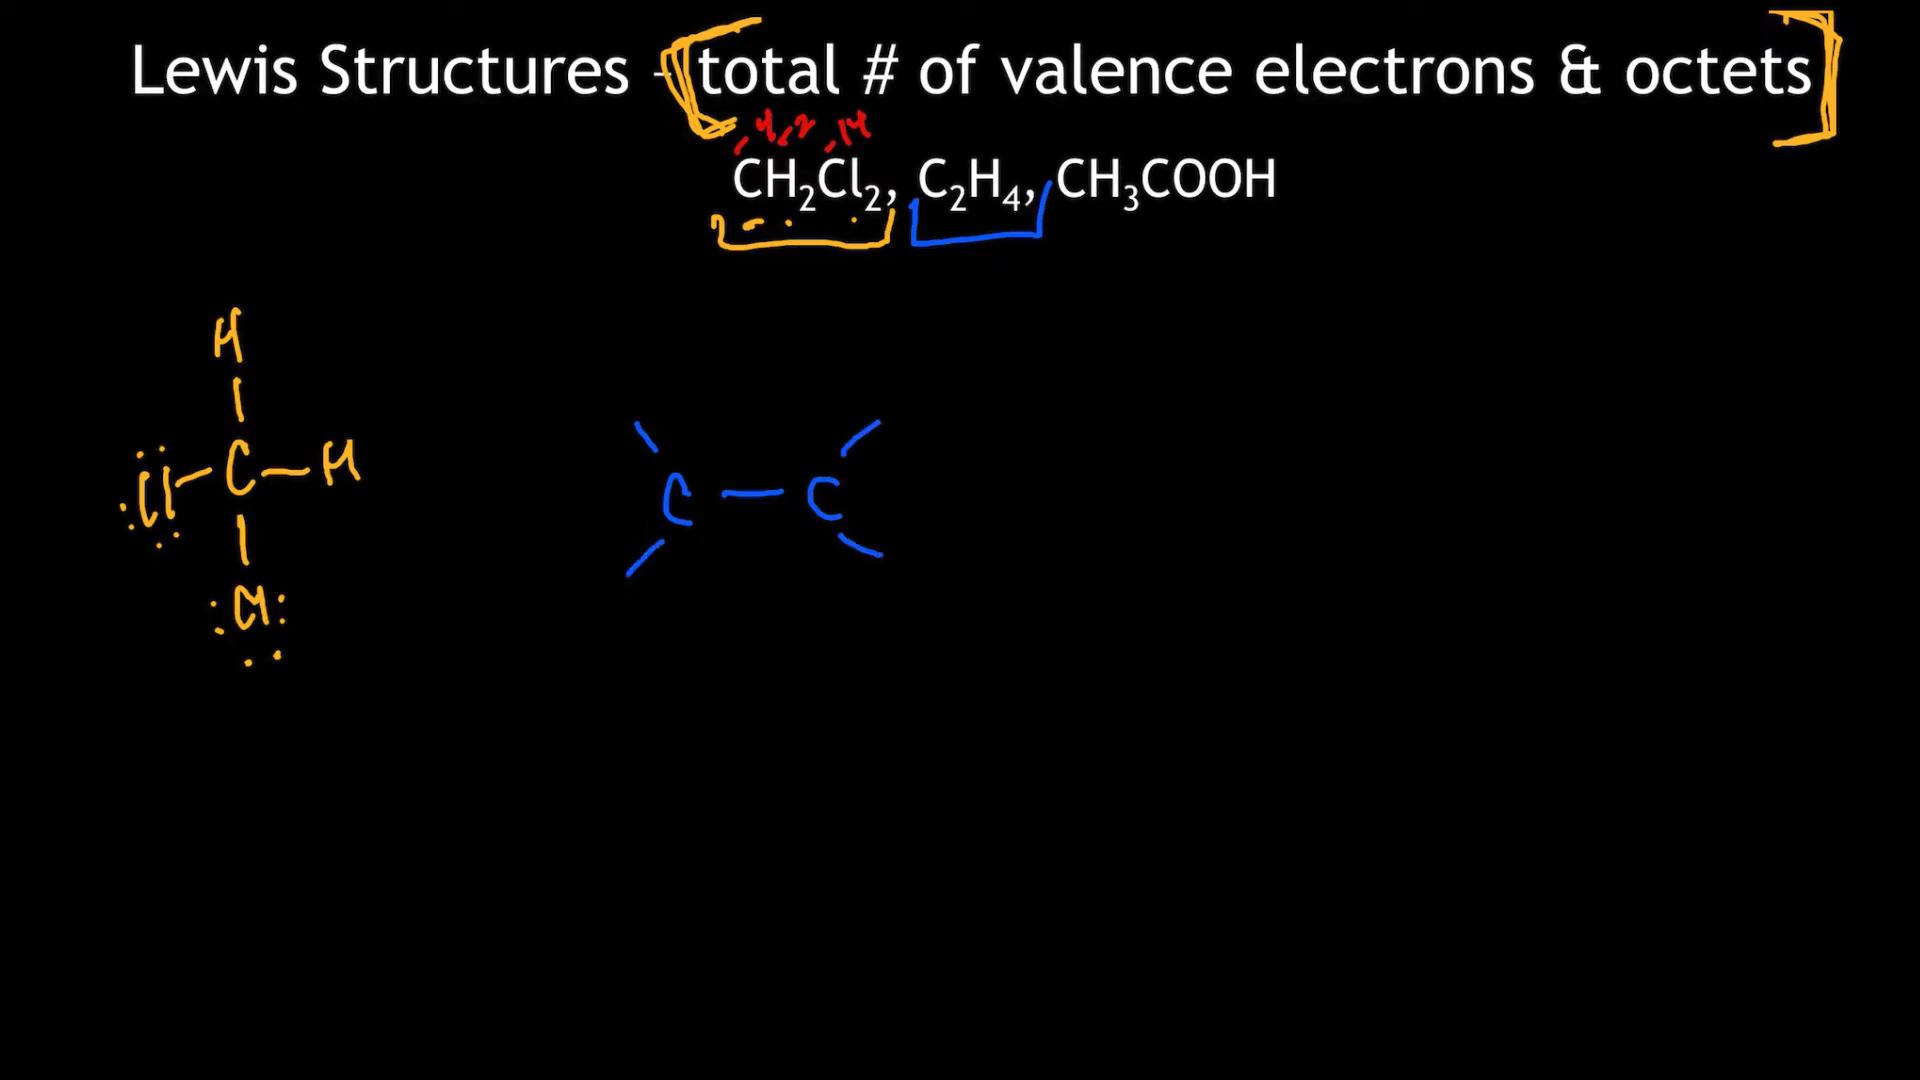 Lewis Structures - total # of valence electrons & octets
4 2 14
CH₂Cl₂, C₂H₄, CH₃COOH
H
Cl C H
C C
Cl